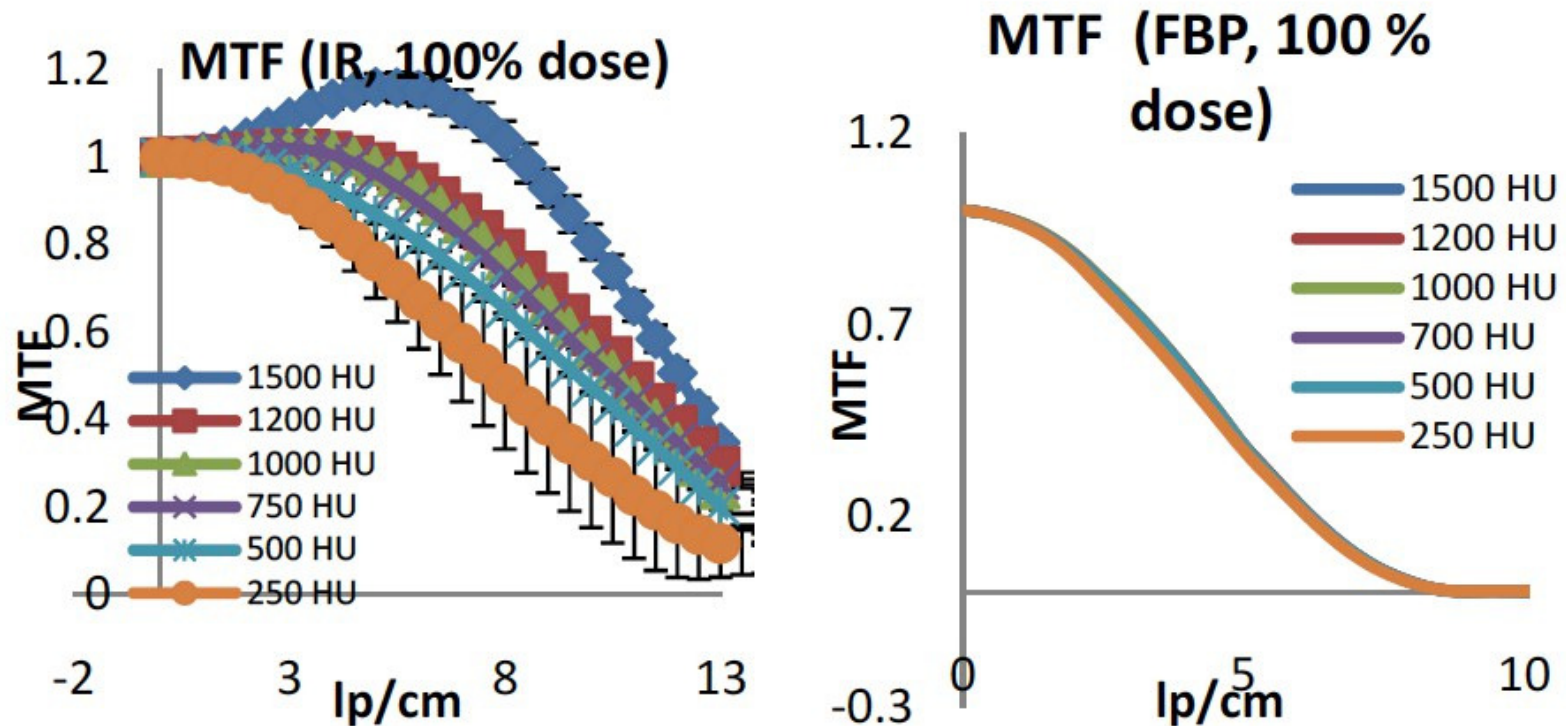 MTF (IR, 100% dose)
1.2
1
0.8
0.6
0.4
0.2
0
MTF
1500 HU
1200 HU
1000 HU
750 HU
500 HU
250 HU
-2
3
8
13
lp/cm
MTF (FBP, 100 %
dose)
1.2
0.7
0.2
-0.3
MTF
1500 HU
1200 HU
1000 HU
700 HU
500 HU
250 HU
0
5
10
lp/cm